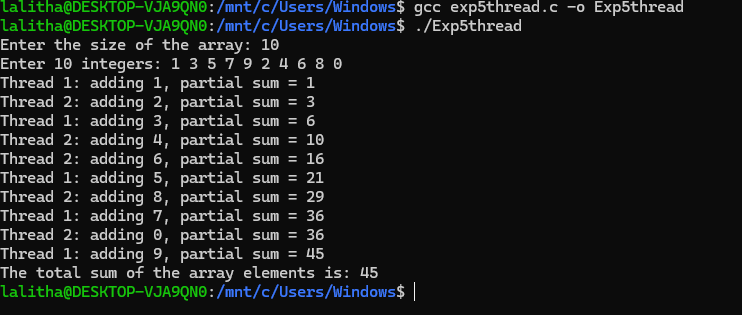 lalitha@DESKTOP-VJA9QN0:/mnt/c/Users/Windows$ gcc exp5thread.c -o Exp5thread
lalitha@DESKTOP-VJA9QN0:/mnt/c/Users/Windows$ ./Exp5thread
Enter the size of the array: 10
Enter 10 integers: 1 3 5 7 9 2 4 6 8 0
Thread 1: adding 1, partial sum = 1
Thread 2: adding 2, partial sum = 3
Thread 1: adding 3, partial sum = 6
Thread 2: adding 4, partial sum = 10
Thread 2: adding 6, partial sum = 16
Thread 1: adding 5, partial sum = 21
Thread 2: adding 8, partial sum = 29
Thread 1: adding 7, partial sum = 36
Thread 2: adding 0, partial sum = 36
Thread 1: adding 9, partial sum = 45
The total sum of the array elements is: 45
lalitha@DESKTOP-VJA9QN0:/mnt/c/Users/Windows$